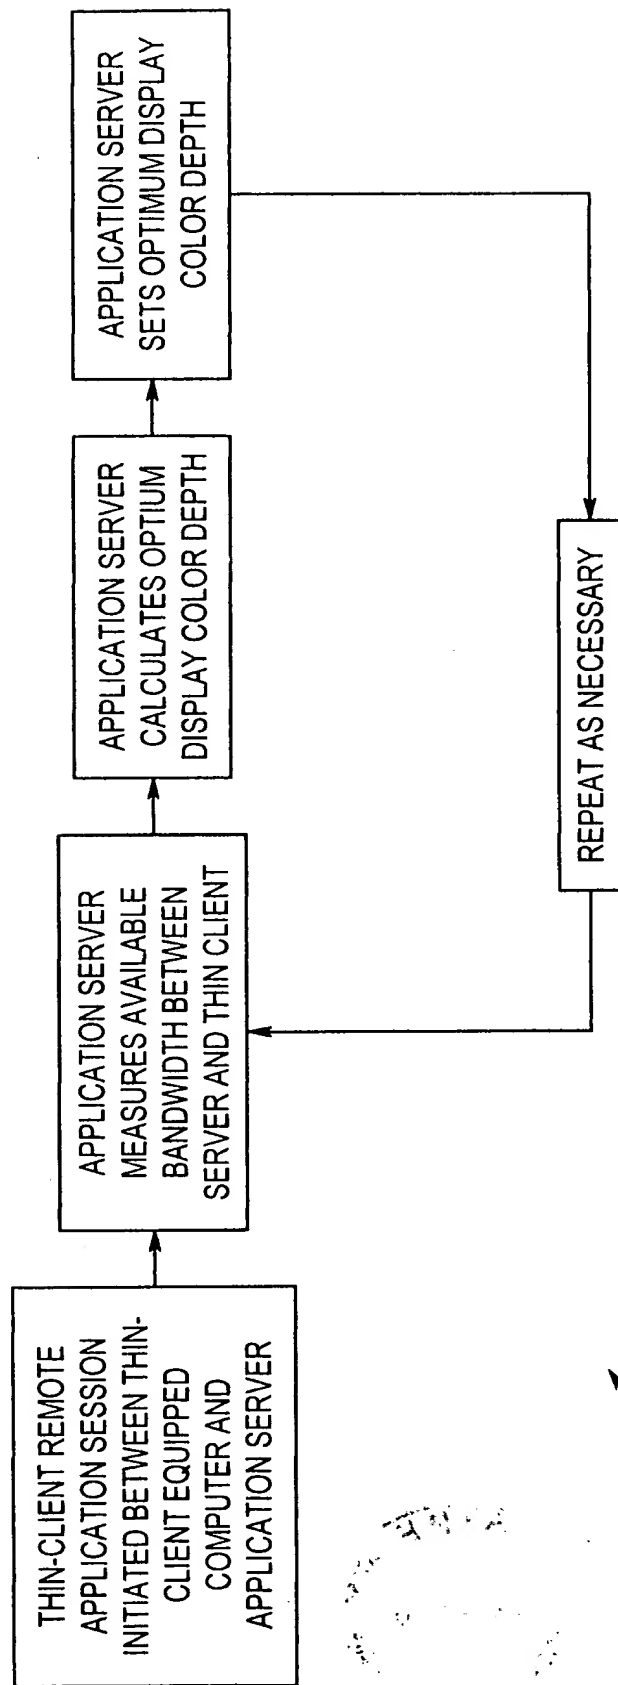 THIN-CLIENT REMOTE
APPLICATION SESSION
INITIATED BETWEEN THIN-
CLIENT EQUIPPED
COMPUTER AND
APPLICATION SERVER
APPLICATION SERVER
MEASURES AVAILABLE
BANDWIDTH BETWEEN
SERVER AND THIN CLIENT
APPLICATION SERVER
CALCULATES OPTIUM
DISPLAY COLOR DEPTH
APPLICATION SERVER
SETS OPTIMUM DISPLAY
COLOR DEPTH
REPEAT AS NECESSARY